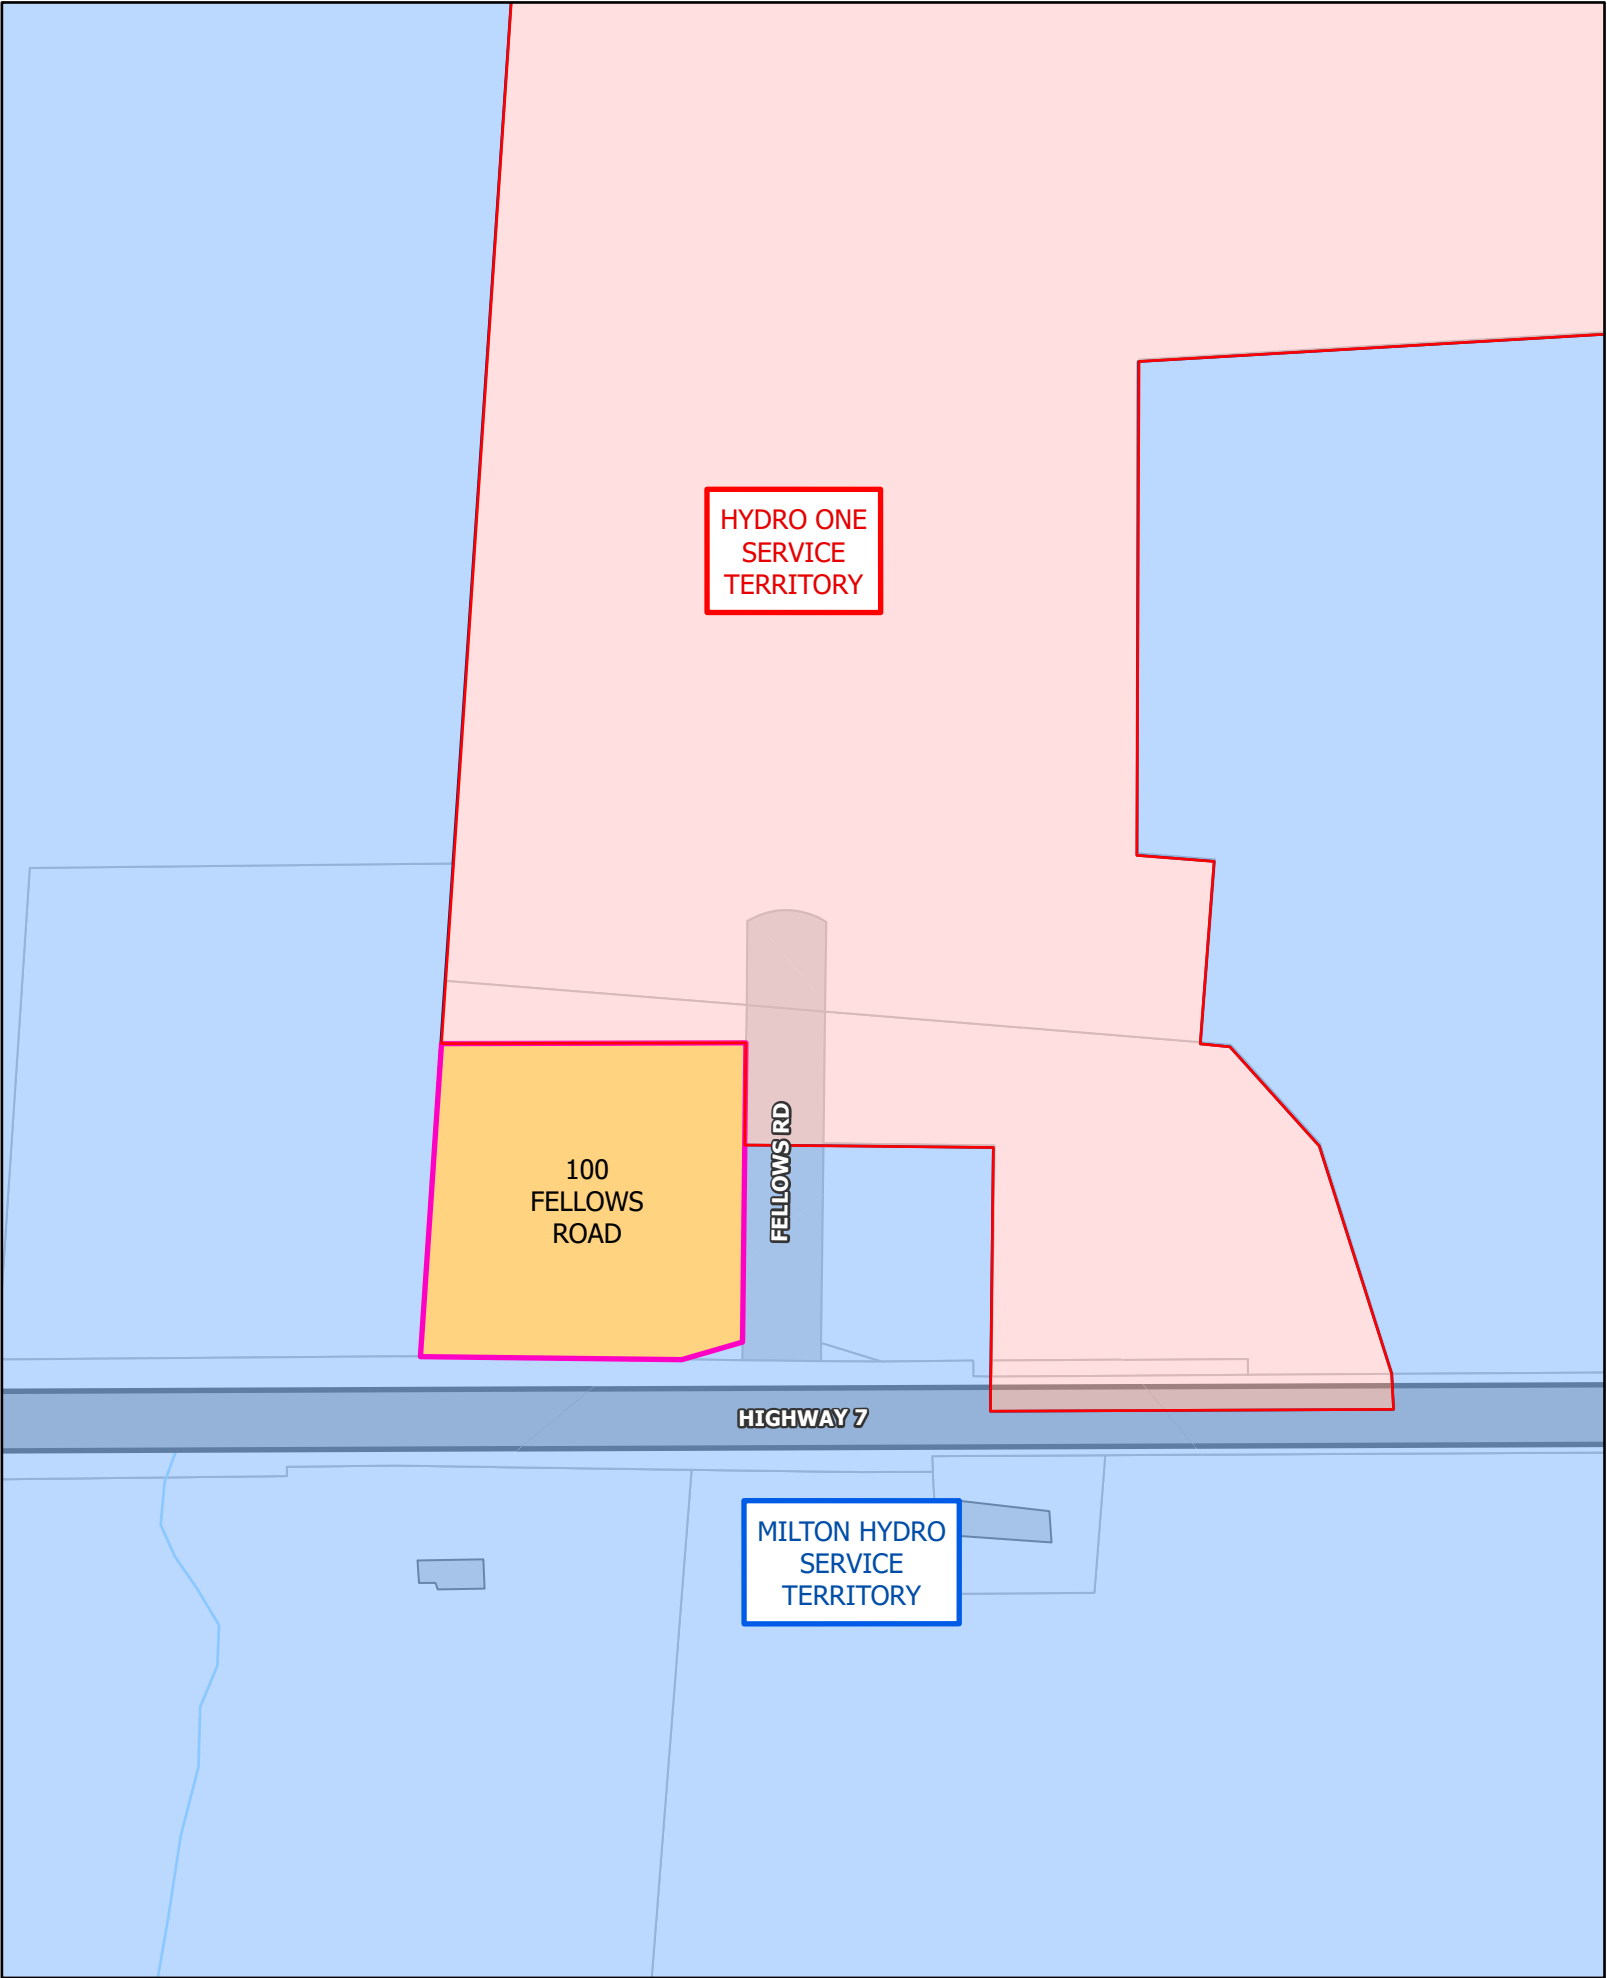 HYDRO ONE
SERVICE
TERRITORY
100
FELLOWS
ROAD
FELLOWS RD
HIGHWAY 7
MILTON HYDRO
SERVICE
TERRITORY